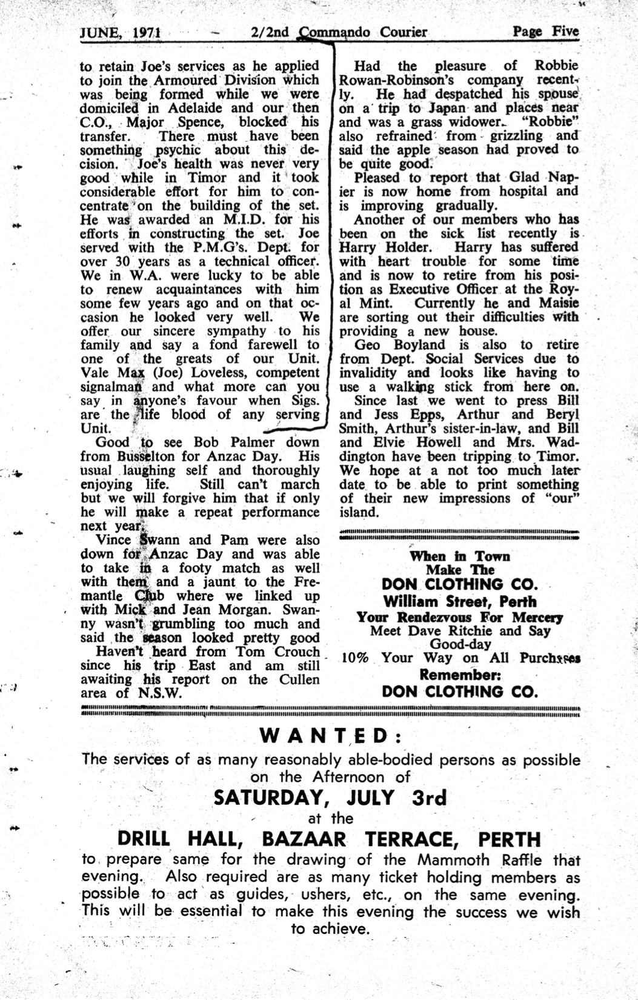 JUNE, 1971 — 2/2nd Commando Courier Page Five
to retain Joe's services as he applied
to join the Armoured Division which
was being formed while we were
domiciled in Adelaide and our then
C.O., Major Spence, blocked his
transfer. There must have been
something psychic about this de-
cision. Joe's health was never very
good while in Timor and it took
considerable effort for him to con-
centrate on the building of the set.
He was awarded an M.I.D. for his
efforts in constructing the set. Joe
served with the P.M.G's. Dept. for
over 30 years as a technical officer.
We in W.A. were lucky to be able
to renew acquaintances with him
some few years ago and on that oc-
casion he looked very well. We
offer our sincere sympathy to his
family and say a fond farewell to
one of the greats of our Unit.
Vale Max (Joe) Loveless, competent
signalman and what more can you
say in anyone's favour when Sigs.
are the life blood of any serving
Unit.
Good to see Bob Palmer down
from Busselton for Anzac Day. His
usual laughing self and thoroughly
enjoying life. Still can't march
but we will forgive him that if only
he will make a repeat performance
next year.
Vince Swann and Pam were also
down for Anzac Day and was able
to take in a footy match as well
with them and a jaunt to the Fre-
mantle Club where we linked up
with Mick and Jean Morgan. Swan-
ny wasn't grumbling too much and
said the season looked pretty good
Haven't heard from Tom Crouch
since his trip East and am still
awaiting his report on the Cullen
area of N.S.W.
Had the pleasure of Robbie
Rowan-Robinson's company recent-
ly. He had despatched his spouse
on a trip to Japan and places near
and was a grass widower. "Robbie"
also refrained from grizzling and
said the apple season had proved to
be quite good.
Pleased to report that Glad Nap-
ier is now home from hospital and
is improving gradually.
Another of our members who has
been on the sick list recently is
Harry Holder. Harry has suffered
with heart trouble for some time
and is now to retire from his posi-
tion as Executive Officer at the Roy-
al Mint. Currently he and Maisie
are sorting out their difficulties with
providing a new house.
Geo Boyland is also to retire
from Dept. Social Services due to
invalidity and looks like having to
use a walking stick from here on.
Since last we went to press Bill
and Jess Epps, Arthur and Beryl
Smith, Arthur's sister-in-law, and Bill
and Elvie Howell and Mrs. Wad-
dington have been tripping to Timor.
We hope at a not too much later
date to be able to print something
of their new impressions of "our"
island.
When in Town
Make The
DON CLOTHING CO.
William Street, Perth
Your Rendezvous For Mercery
Meet Dave Ritchie and Say
Good-day
10% Your Way on All Purchases
Remember:
DON CLOTHING CO.
WANTED:
The services of as many reasonably able-bodied persons as possible
on the Afternoon of
SATURDAY, JULY 3rd
at the
DRILL HALL, BAZAAR TERRACE, PERTH
to prepare same for the drawing of the Mammoth Raffle that
evening. Also required are as many ticket holding members as
possible to act as guides, ushers, etc., on the same evening.
This will be essential to make this evening the success we wish
to achieve.